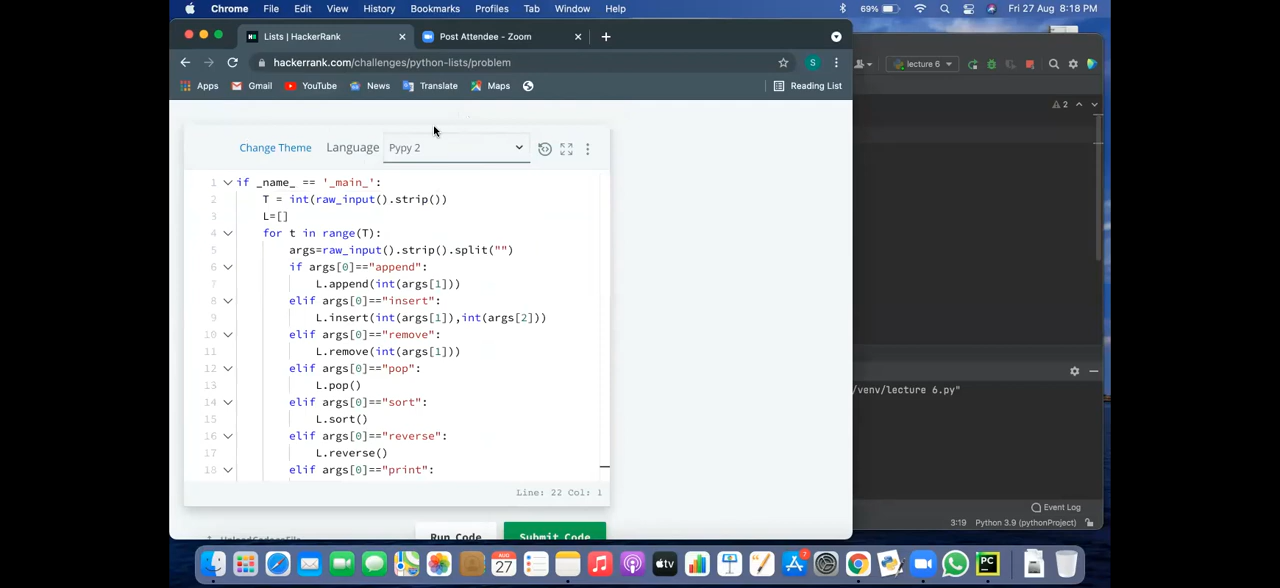 Chrome File Edit View History Bookmarks Profiles Tab Window Help 69% Fri 27 Aug 8:18 PM
Lists | HackerRank Post Attendee - Zoom
hackerrank.com/challenges/python-lists/problem S
lecture 6
Apps Gmail YouTube News Translate Maps Reading List
2
Change Theme Language Pypy 2
1 if _name_ == '_main_':
2 T = int(raw_input().strip())
3 L=[]
4 for t in range(T):
5 args=raw_input().strip().split("")
6 if args[0]=="append":
7 L.append(int(args[1]))
8 elif args[0]=="insert":
9 L.insert(int(args[1]),int(args[2]))
10 elif args[0]=="remove":
11 L.remove(int(args[1]))
12 elif args[0]=="pop":
13 L.pop()
14 elif args[0]=="sort":
15 L.sort()
16 elif args[0]=="reverse":
17 L.reverse()
18 elif args[0]=="print":
Line: 22 Col: 1
/venv/lecture 6.py"
Run Code Submit Code
Event Log
3:19 Python 3.9 (pythonProject)
AUG
27
tv
7
PC